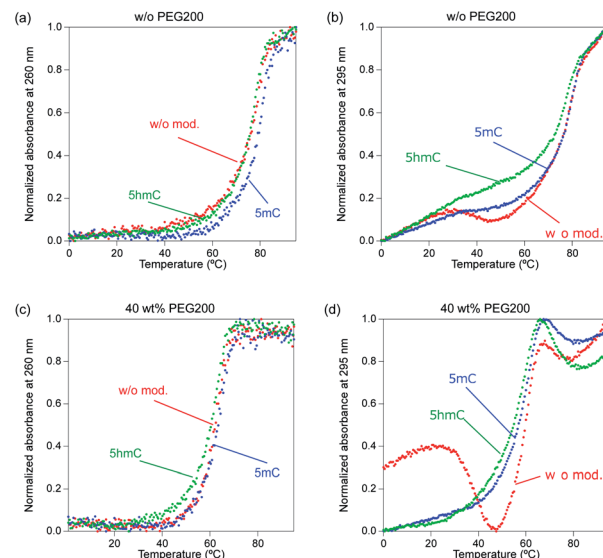 (a)
w/o PEG200
Normalized absorbance at 260 nm
1.0
0.8
0.6
0.4
0.2
0.0
0
20
40
60
80
Temperature (ºC)
w/o mod.
5hmC
5mC
(b)
w/o PEG200
Normalized absorbance at 295 nm
1.0
0.8
0.6
0.4
0.2
0.0
0
20
40
60
80
Temperature (ºC)
5mC
5hmC
w o mod.
(c)
40 wt% PEG200
Normalized absorbance at 260 nm
1.0
0.8
0.6
0.4
0.2
0.0
20
40
60
80
Temperature (ºC)
w/o mod.
5hmC
5mC
(d)
40 wt% PEG200
Normalized absorbance at 295 nm
1.0
0.8
0.6
0.4
0.2
0.0
0
20
40
60
80
Temperature (ºC)
5mC
5hmC
w o mod.